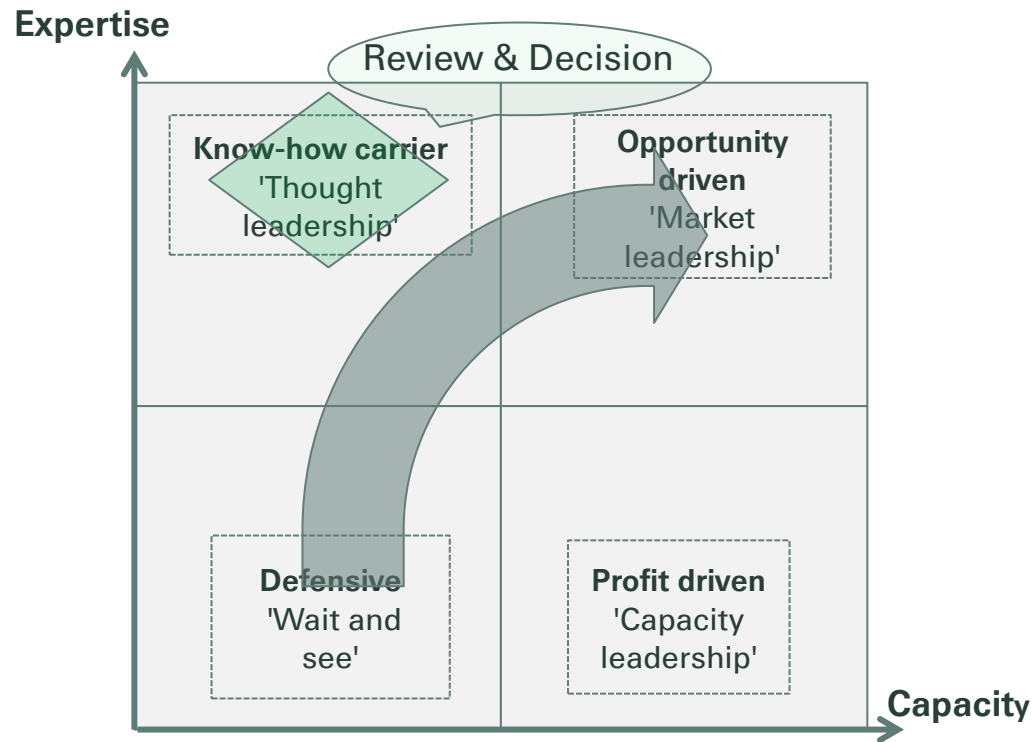 Expertise
Review & Decision
Know-how carrier
'Thought
leadership'
Opportunity
driven
'Market
leadership'
Defensive
'Wait and
see'
Profit driven
'Capacity
leadership'
Capacity